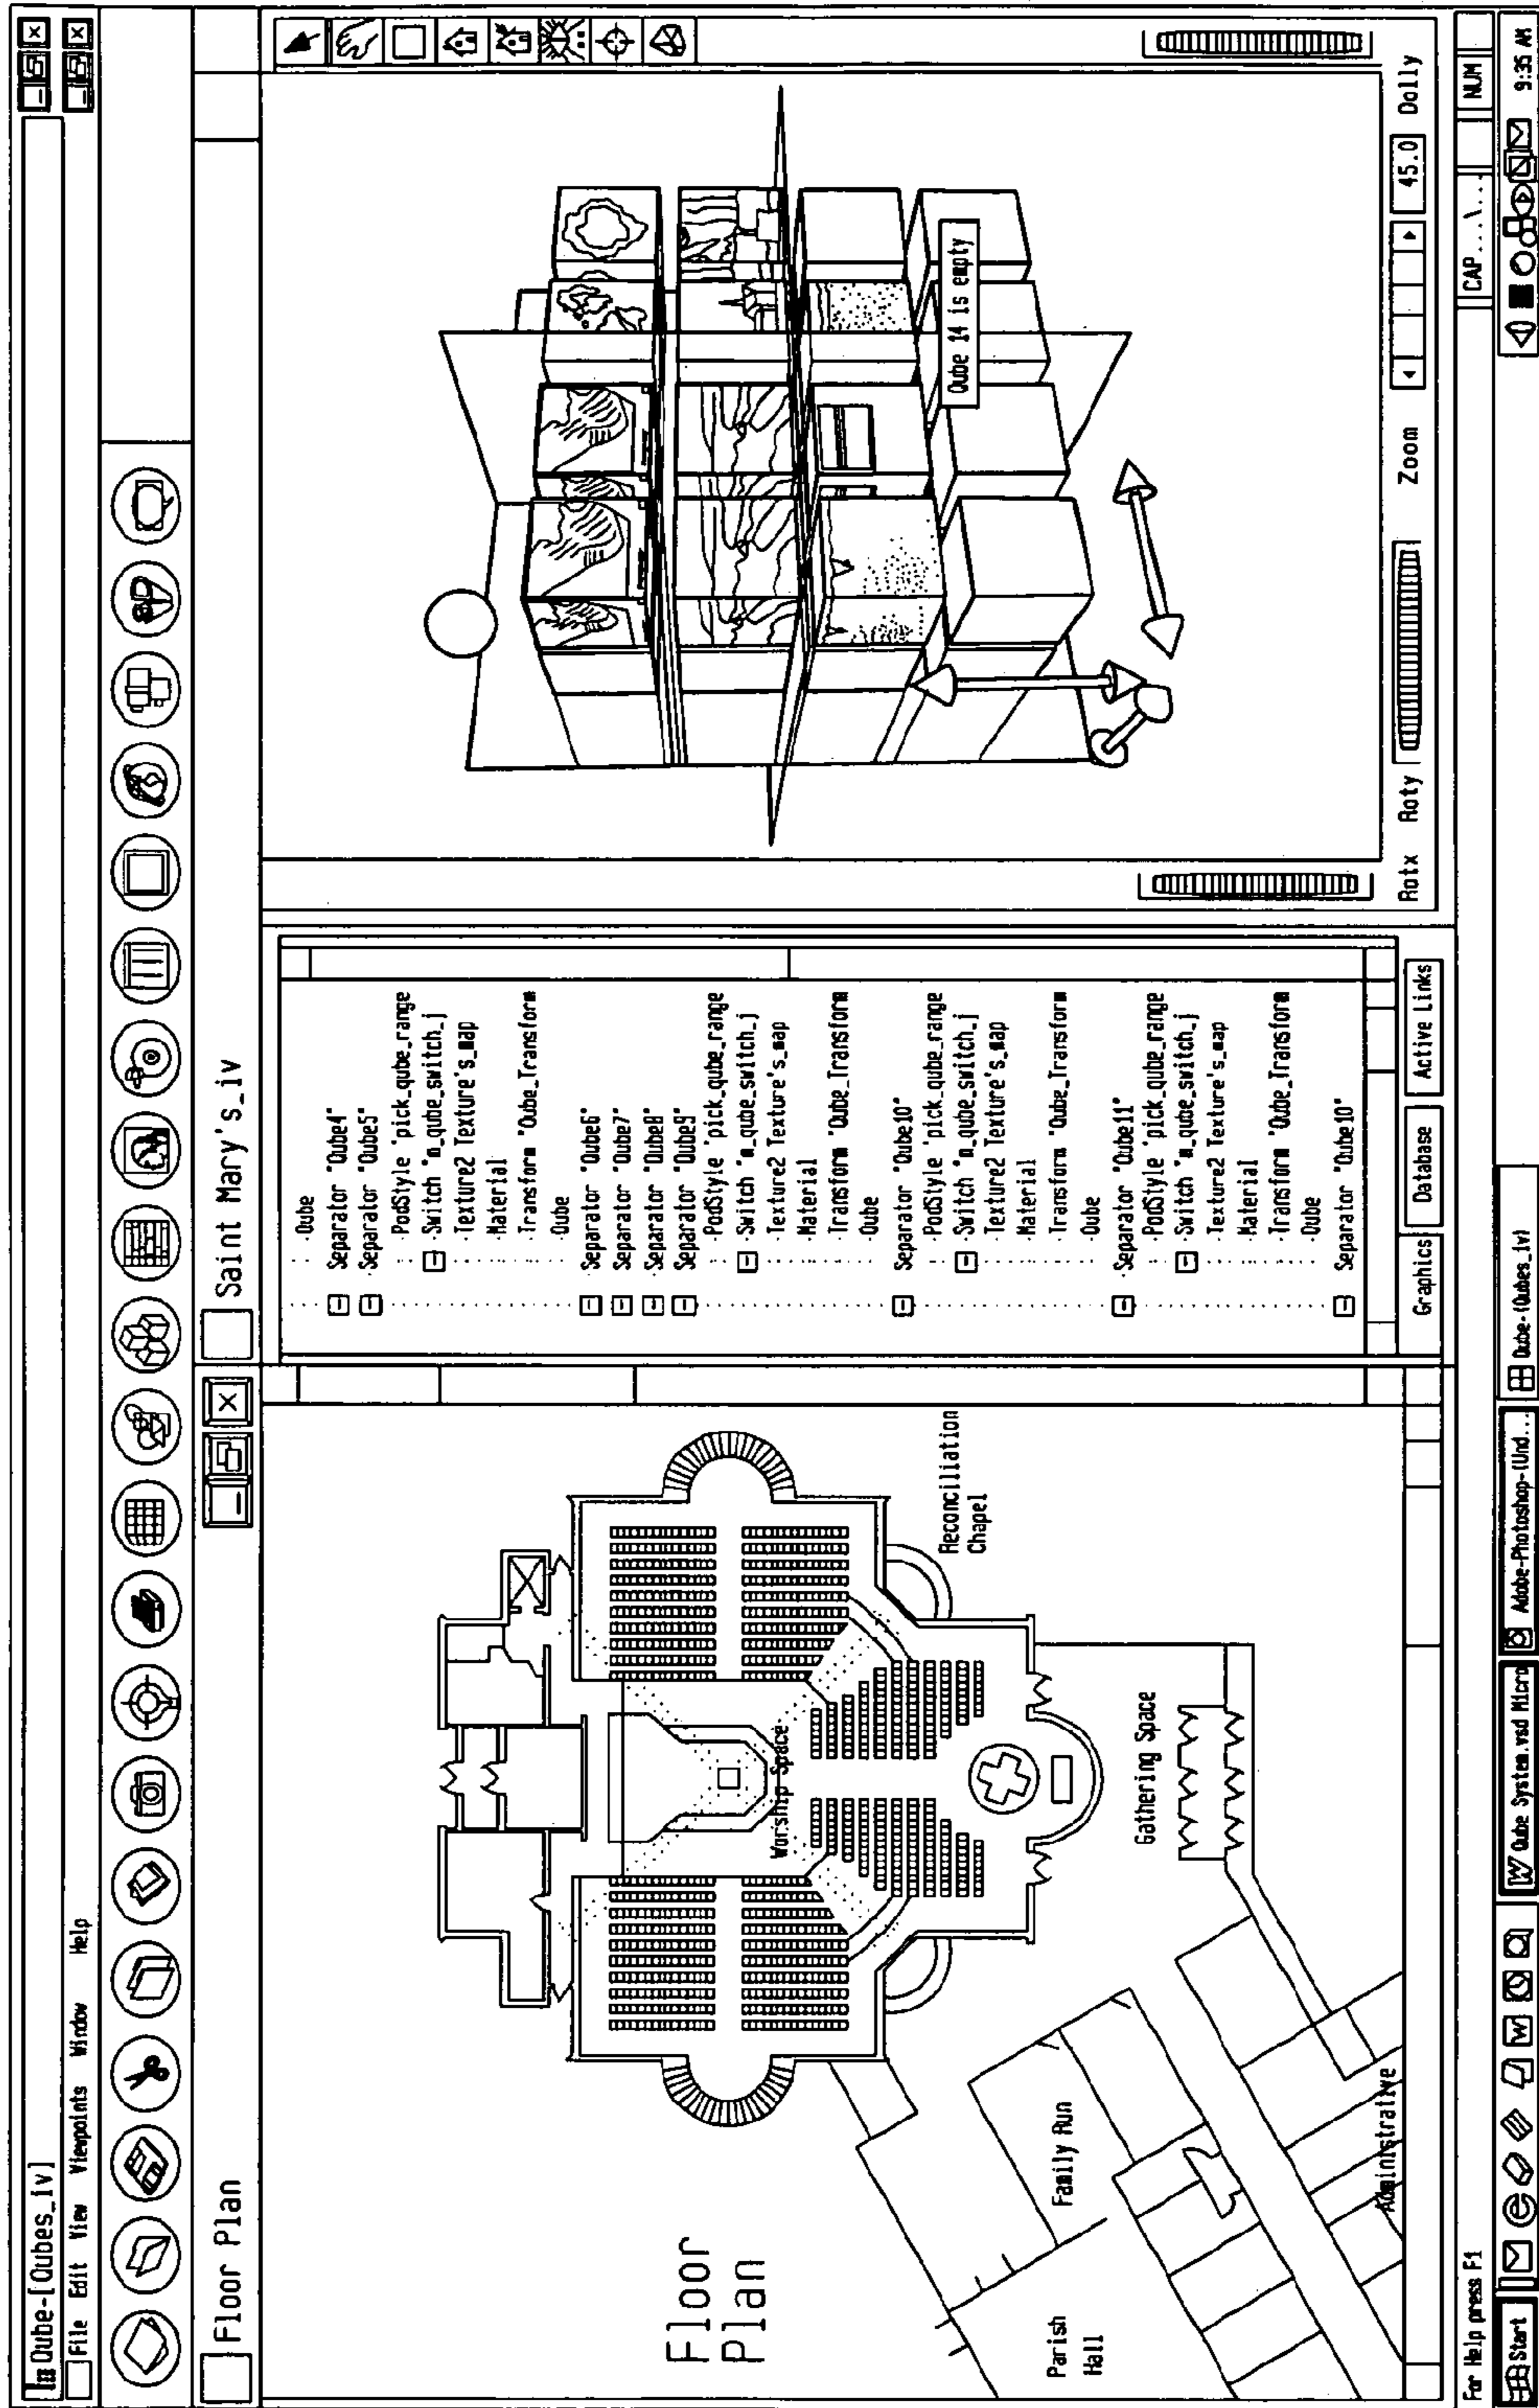 Qube-[Qubes_iv]
File Edit View Viewpoints Window Help
Floor Plan
Floor
Plan
Worship Space
Reconciliation
Chapel
Gathering Space
Family Run
Parish
Hall
Administrative
Saint Mary's_iv
Qube
Separator "Qube4"
Separator "Qube5"
PodStyle 'pick_qube_range
Switch "n_qube_switch_j
Texture2 Texture's_map
Material
Transform "Qube_Transform
Qube
Separator "Qube6"
Separator "Qube7"
Separator "Qube8"
Separator "Qube9"
PodStyle 'pick_qube_range
Switch "n_qube_switch_j
Texture2 Texture's_map
Material
Transform 'Qube_Transform
Qube
Separator "Qube10"
PodStyle 'pick_qube_range
Switch "n_qube_switch_j
Texture2 Texture's_map
Material
Transform 'Qube_Transform
Qube
Separator "Qube11"
PodStyle 'pick_qube_range
Switch "n_qube_switch_j
Texture2 Texture's_map
Material
Transform 'Qube_Transform
Qube
Separator "Qube10"
Graphics Database Active Links
Qube 14 is empty
Rotx Roty Zoom 45.0 Dolly
For Help press F1
CAP...\... NUM
Start W Qube System.vsd Micro Adobe-Photoshop-(Und... Qube-(Qubes_iv) 9:35 AM